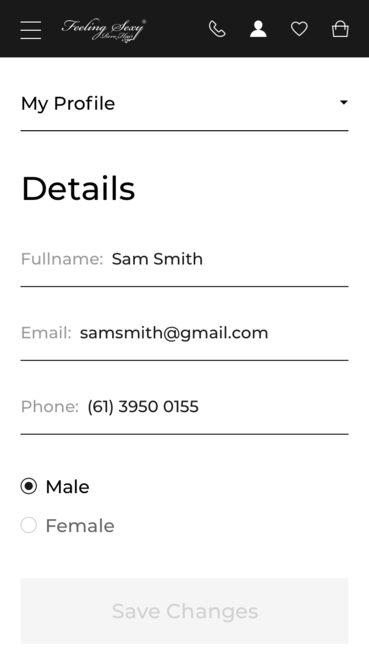 Feeling Sexy®
My Profile
Details
Fullname: Sam Smith
Email: samsmith@gmail.com
Phone: (61) 3950 0155
Male
Female
Save Changes